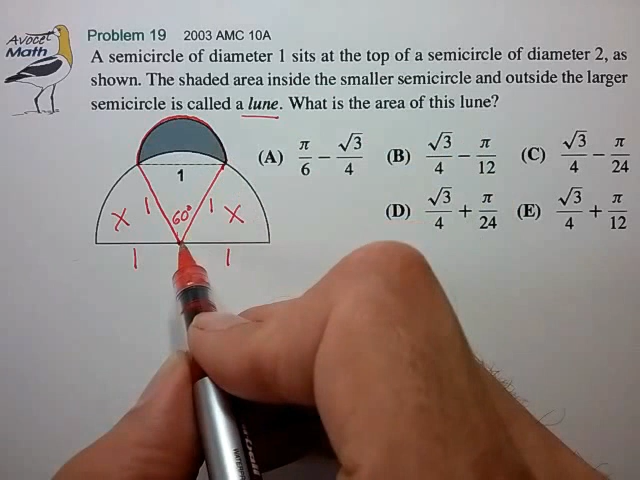 Avocet
Math
Problem 19 2003 AMC 10A
A semicircle of diameter 1 sits at the top of a semicircle of diameter 2, as
shown. The shaded area inside the smaller semicircle and outside the larger
semicircle is called a lune. What is the area of this lune?
(A) π/6 − √3/4 (B) √3/4 − π/12 (C) √3/4 − π/24
(D) √3/4 + π/24 (E) √3/4 + π/12
1
X 1 60° 1 X
1 1